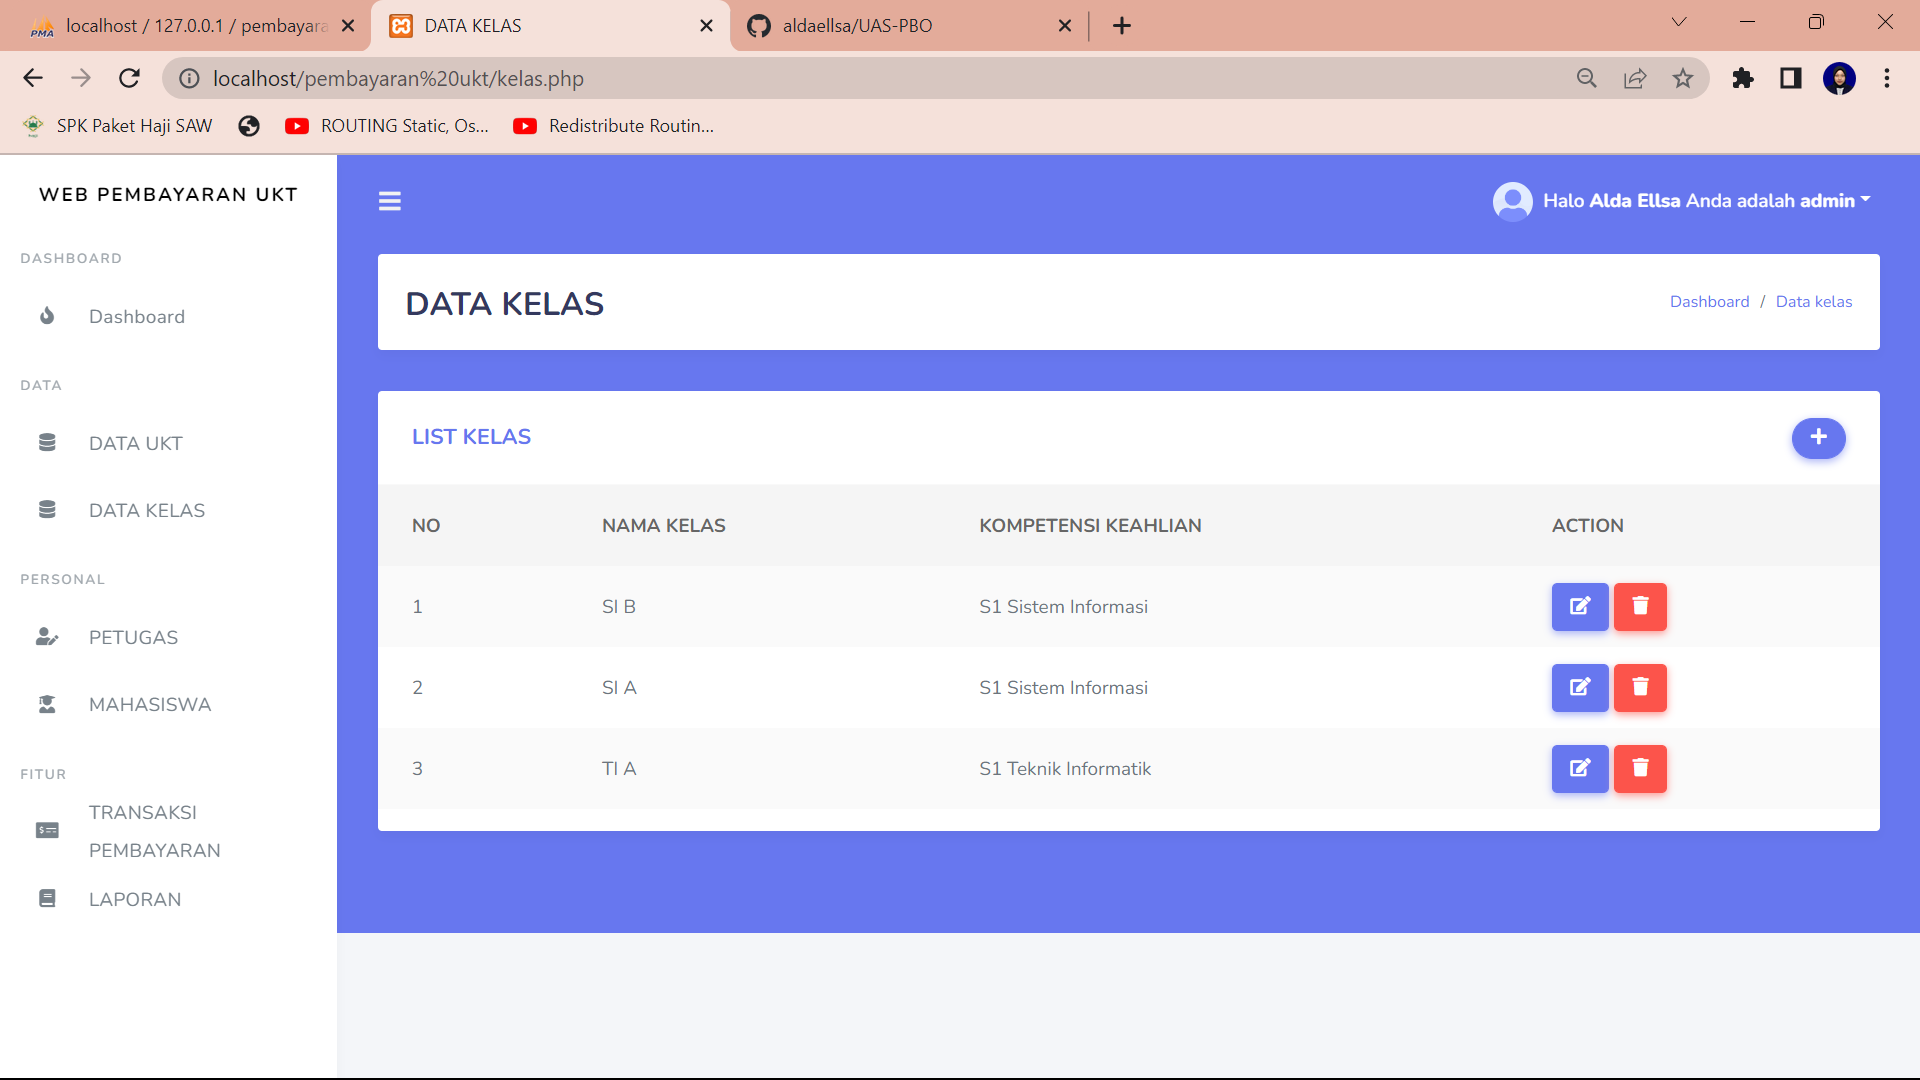 localhost / 127.0.0.1 / pembayara
DATA KELAS
aldaellsa/UAS-PBO
localhost/pembayaran%20ukt/kelas.php
SPK Paket Haji SAW
ROUTING Static, Os...
Redistribute Routin...
WEB PEMBAYARAN UKT
Halo Alda Ellsa Anda adalah admin
DASHBOARD
Dashboard
DATA
DATA UKT
DATA KELAS
PERSONAL
PETUGAS
MAHASISWA
FITUR
TRANSAKSI
PEMBAYARAN
LAPORAN
DATA KELAS
Dashboard / Data kelas
LIST KELAS
NO NAMA KELAS KOMPETENSI KEAHLIAN ACTION
1 SI B S1 Sistem Informasi
2 SI A S1 Sistem Informasi
3 TI A S1 Teknik Informatik